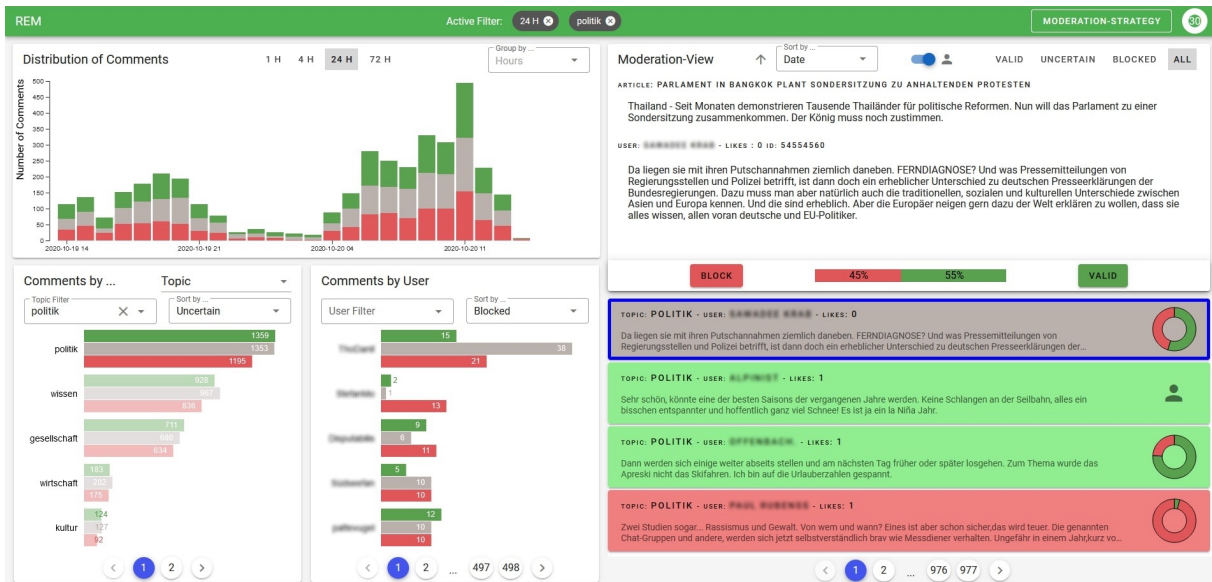 REM
Active Filter: 24 H politik
MODERATION-STRATEGY
30
Distribution of Comments
1 H 4 H 24 H 72 H
Group by ...
Hours
Number of Comments
500
400
350
300
250
200
150
100
50
0
2020-10-19 14 2020-10-19 21 2020-10-20 04 2020-10-20 11
Comments by ... Topic
Topic Filter
politik
Sort by ...
Uncertain
politik
1359
1353
1195
wissen
928
967
836
gesellschaft
711
680
634
wirtschaft
183
202
175
kultur
124
127
92
1 2
Comments by User
User Filter
Sort by ...
Blocked
15
38
21
2
1
13
9
6
11
5
10
10
12
10
10
1 2 ... 497 498
Moderation-View
Sort by ...
Date
VALID UNCERTAIN BLOCKED ALL
ARTICLE: PARLAMENT IN BANGKOK PLANT SONDERSITZUNG ZU ANHALTENDEN PROTESTEN
Thailand - Seit Monaten demonstrieren Tausende Thailänder für politische Reformen. Nun will das Parlament zu einer
Sondersitzung zusammenkommen. Der König muss noch zustimmen.
USER: - LIKES : 0 ID: 54554560
Da liegen sie mit ihren Putschannahmen ziemlich daneben. FERNDIAGNOSE? Und was Pressemitteilungen von
Regierungsstellen und Polizei betrifft, ist dann doch ein erheblicher Unterschied zu deutschen Presseerklärungen der
Bundesregierungen. Dazu muss man aber natürlich auch die traditionellen, sozialen und kulturellen Unterschiede zwischen
Asien und Europa kennen. Und die sind erheblich. Aber die Europäer neigen gern dazu der Welt erklären zu wollen, dass sie
alles wissen, allen voran deutsche und EU-Politiker.
BLOCK 45% 55% VALID
TOPIC: POLITIK - USER: - LIKES: 0
Da liegen sie mit ihren Putschannahmen ziemlich daneben. FERNDIAGNOSE? Und was Pressemitteilungen von
Regierungsstellen und Polizei betrifft, ist dann doch ein erheblicher Unterschied zu deutschen Presseerklärungen der...
TOPIC: POLITIK - USER: - LIKES: 1
Sehr schön, könnte eine der besten Saisons der vergangenen Jahre werden. Keine Schlangen an der Seilbahn, alles ein
bisschen entspannter und hoffentlich ganz viel Schnee! Es ist ja ein la Niña Jahr.
TOPIC: POLITIK - USER: - LIKES: 1
Dann werden sich einige weiter abseits stellen und am nächsten Tag früher oder später losgehen. Zum Thema wurde das
Apreski nicht das Skifahren. Ich bin auf die Urlauberzahlen gespannt.
TOPIC: POLITIK - USER: - LIKES: 1
Zwei Studien sogar... Rassismus und Gewalt. Von wem und wann? Eines ist aber schon sicher,das wird teuer. Die genannten
Chat-Gruppen und andere, werden sich jetzt selbstverständlich brav wie Messdiener verhalten. Ungefähr in einem Jahr,kurz vo...
1 2 ... 976 977